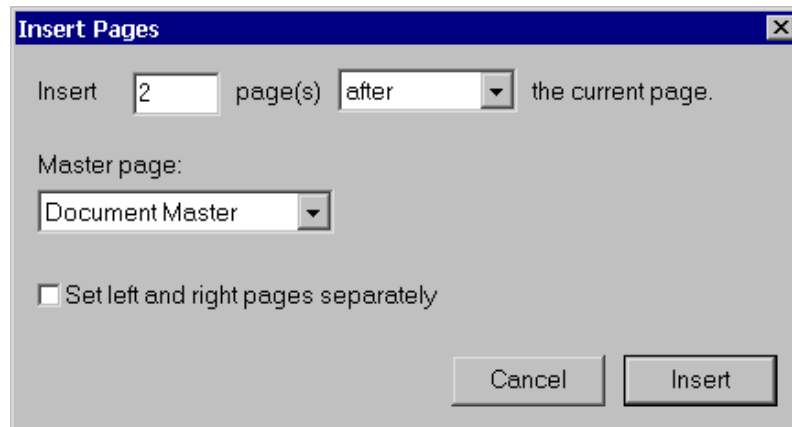 Insert Pages
Insert 2 page(s) after the current page.
Master page:
Document Master
Set left and right pages separately
Cancel Insert